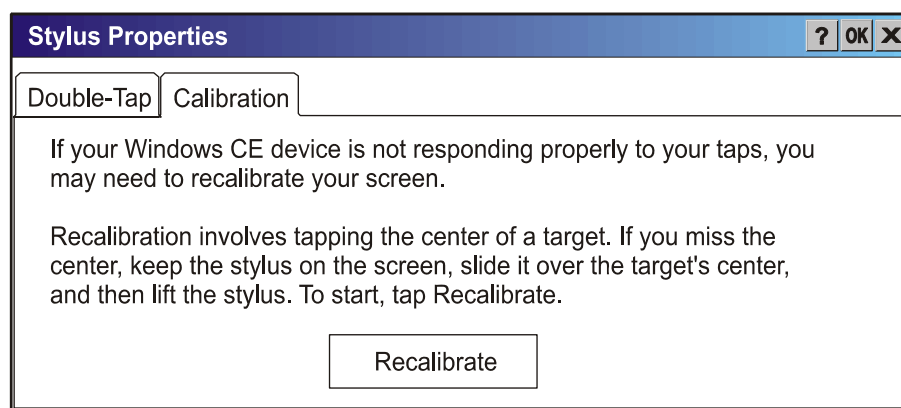 Stylus Properties ? OK X
Double-Tap Calibration
If your Windows CE device is not responding properly to your taps, you
may need to recalibrate your screen.
Recalibration involves tapping the center of a target. If you miss the
center, keep the stylus on the screen, slide it over the target's center,
and then lift the stylus. To start, tap Recalibrate.
Recalibrate